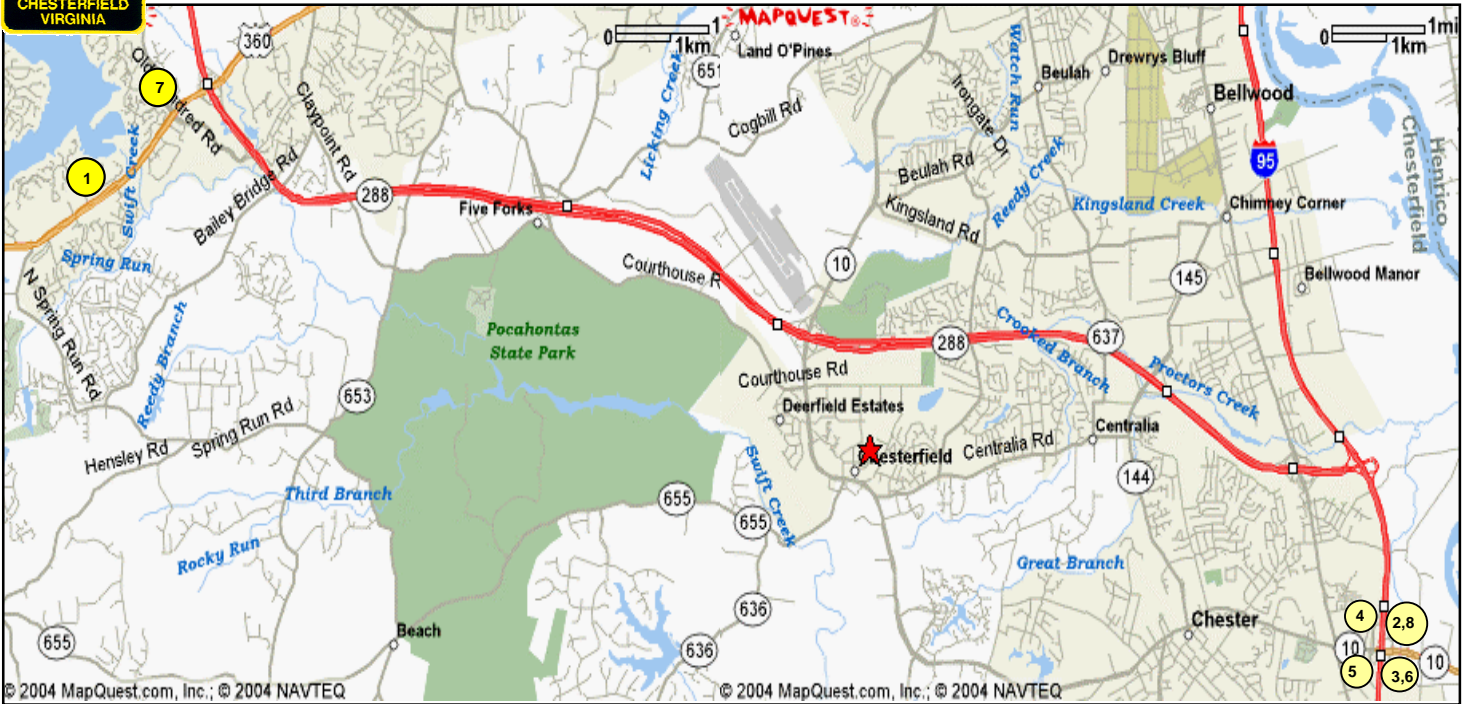 CHESTERFIELD
VIRGINIA
360
7
1
Claypoint Rd
Swift Creek
Bailey Bridge Rd
288
Five Forks
Spring Run
N Spring Run Rd
Reedy Branch
Hensley Rd
Spring Run Rd
653
Third Branch
Rocky Run
655
Beach
Pocahontas
State Park
0
1
1km
Licking Creek
651
MAPQUEST®
Land O'Pines
Cogbill Rd
Courthouse R
10
Irongate Dr
Watch Run
Beulah
Drewrys Bluff
Bellwood
Beulah Rd
Kingsland Rd
Reedy Creek
Kingsland Creek
Chimney Corner
95
0
1mi
1km
Henrico
Chesterfield
145
Bellwood Manor
288
637
Crooked Branch
Proctors Creek
Courthouse Rd
Deerfield Estates
Chesterfield
Centralia Rd
Centralia
144
655
655
Swift Creek
636
636
Great Branch
Chester
4
2,8
10
10
5
3,6
© 2004 MapQuest.com, Inc.; © 2004 NAVTEQ
© 2004 MapQuest.com, Inc.; © 2004 NAVTEQ